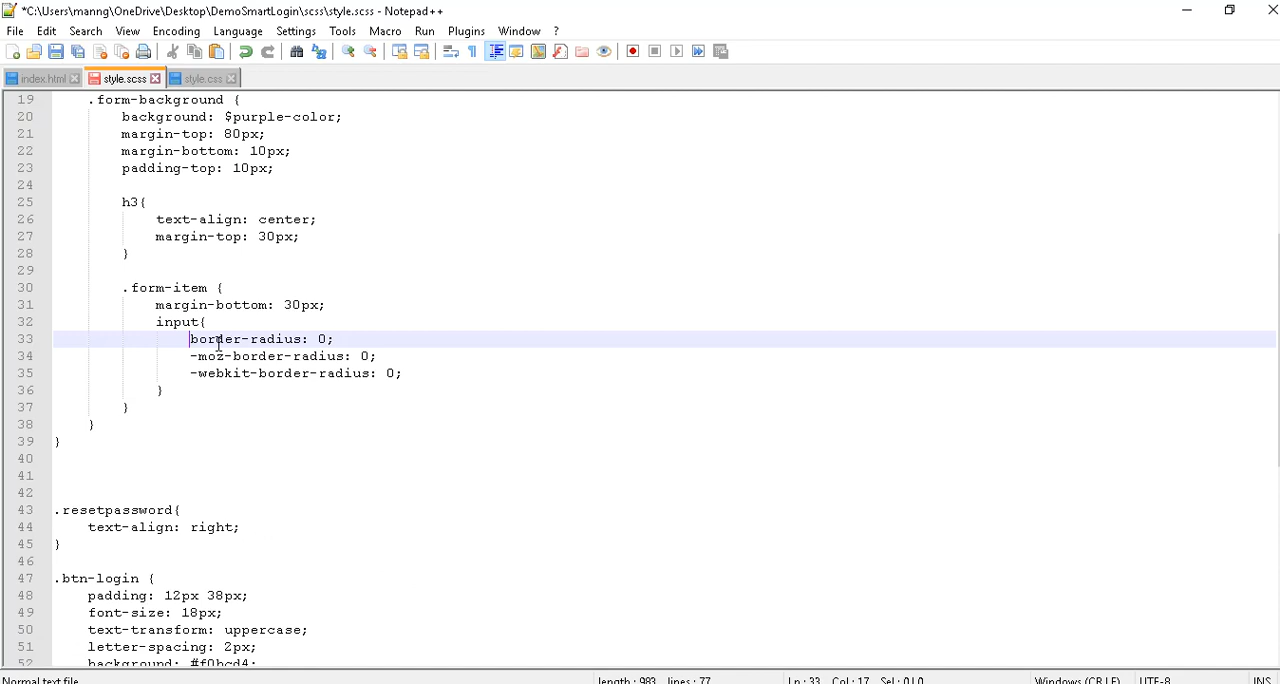 *C:\Users\manng\OneDrive\Desktop\DemoSmartLogin\scss\style.scss - Notepad++
File Edit Search View Encoding Language Settings Tools Macro Run Plugins Window ?
index.html style.scss style.css
19 .form-background {
20 background: $purple-color;
21 margin-top: 80px;
22 margin-bottom: 10px;
23 padding-top: 10px;
24
25 h3{
26 text-align: center;
27 margin-top: 30px;
28 }
29
30 .form-item {
31 margin-bottom: 30px;
32 input{
33 border-radius: 0;
34 -moz-border-radius: 0;
35 -webkit-border-radius: 0;
36 }
37 }
38 }
39 }
40
41
42
43 .resetpassword{
44 text-align: right;
45 }
46
47 .btn-login {
48 padding: 12px 38px;
49 font-size: 18px;
50 text-transform: uppercase;
51 letter-spacing: 2px;
52 background: #f0bcd4;
Normal text file length : 983 lines : 77 Ln : 33 Col : 17 Sel : 0 | 0 Windows (CR LF) UTF-8 INS